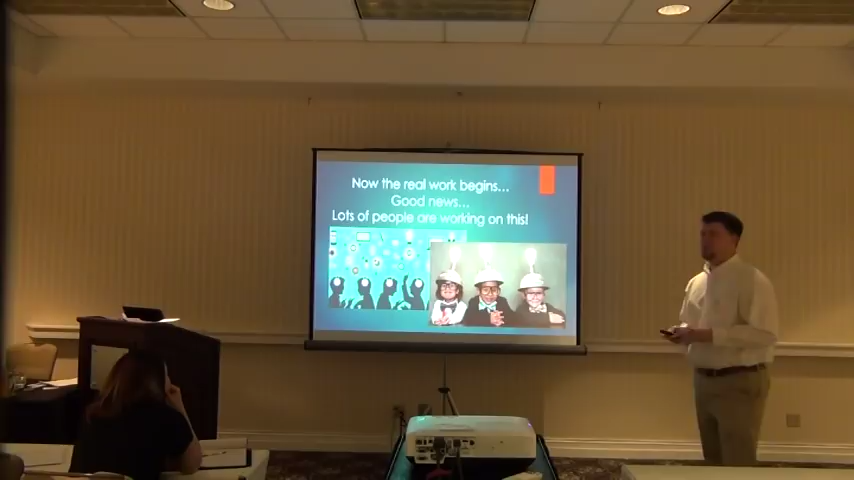 Now the real work begins...
Good news...
Lots of people are working on this!